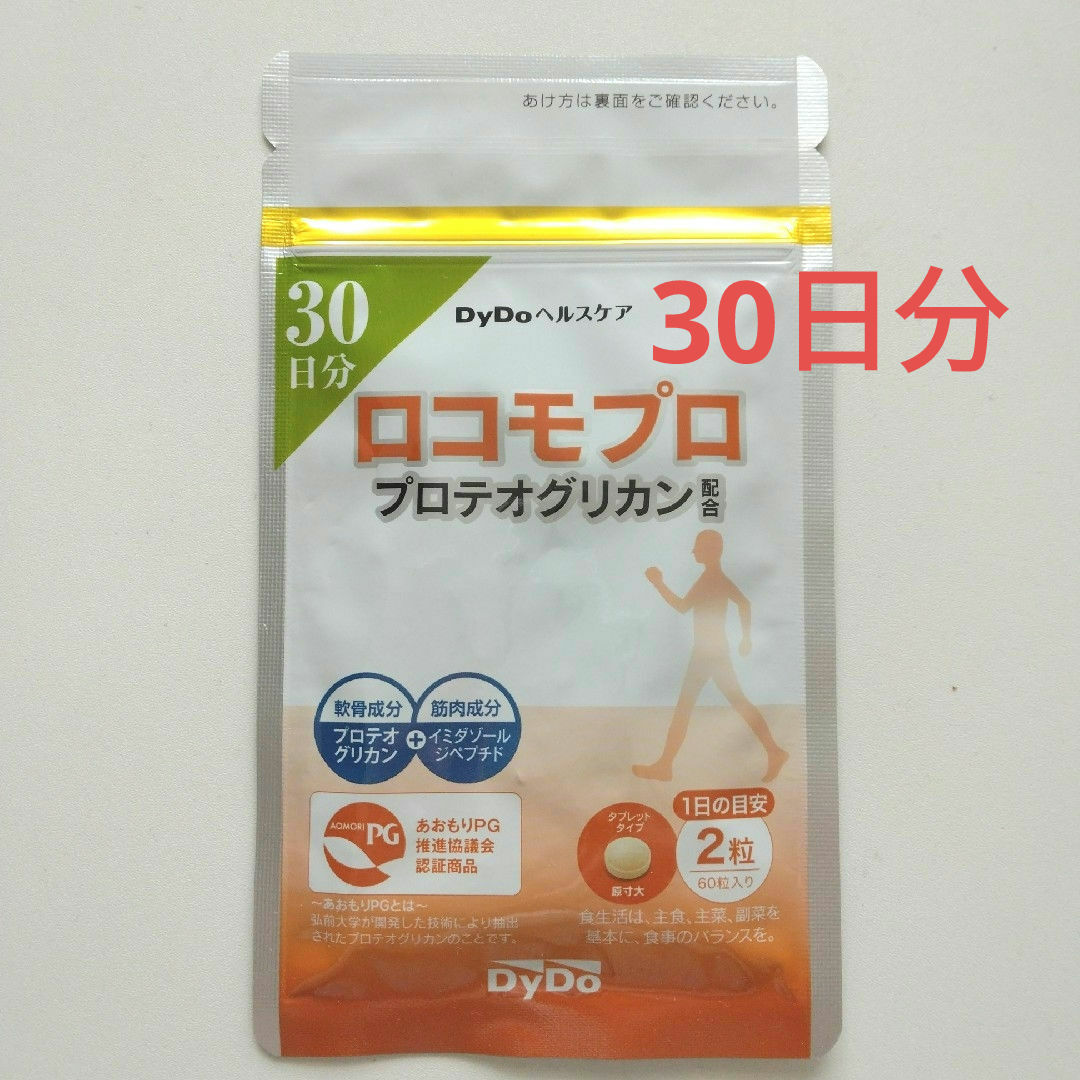 あけ方は裏面をご確認ください。
30
日分
DyDoヘルスケア
30日分
ロコモプロ
プロテオグリカン配合
軟骨成分
プロテオ
グリカン
+
筋肉成分
イミダゾール
ジペプチド
AOMORI PG
あおもりPG
推進協議会
認証商品
~あおもりPGとは~
弘前大学が開発した技術により抽出
されたプロテオグリカンのことです。
タブレット
タイプ
原寸大
1日の目安
2粒
60粒入り
食生活は、主食、主菜、副菜を
基本に、食事のバランスを。
DyDo